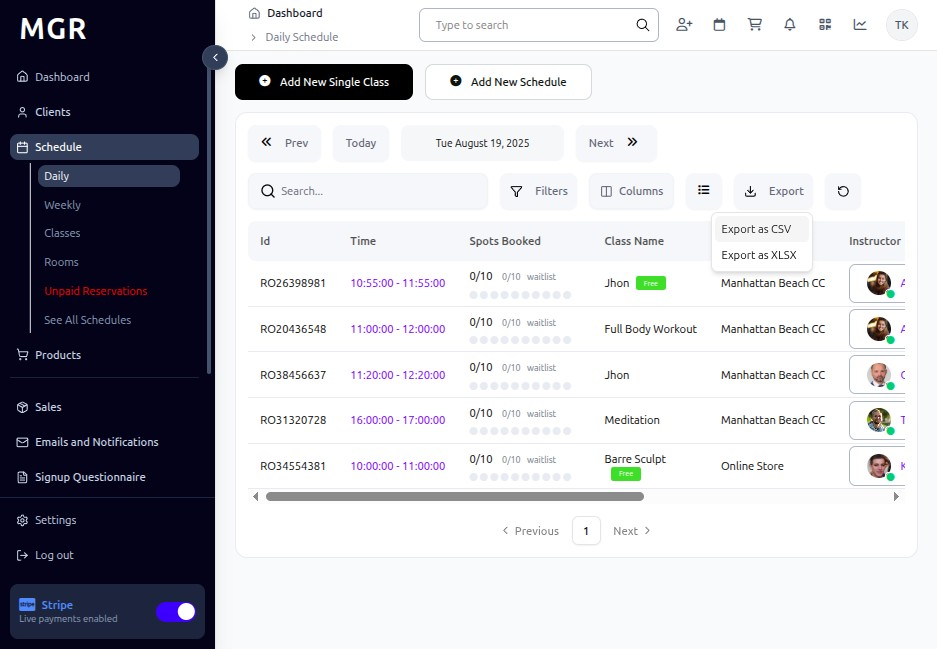 MGR
Dashboard
Clients
Schedule
Daily
Weekly
Classes
Rooms
Unpaid Reservations
See All Schedules
Products
Sales
Emails and Notifications
Signup Questionnaire
Settings
Log out
stripe Stripe
Live payments enabled
Dashboard
Daily Schedule
Type to search
TK
Add New Single Class
Add New Schedule
Prev
Today
Tue August 19, 2025
Next
Search...
Filters
Columns
Export
Export as CSV
Export as XLSX
Id Time Spots Booked Class Name Instructor
RO26398981 10:55:00 - 11:55:00 0/10 0/10 waitlist Jhon Free Manhattan Beach CC A
RO20436548 11:00:00 - 12:00:00 0/10 0/10 waitlist Full Body Workout Manhattan Beach CC A
RO38456637 11:20:00 - 12:20:00 0/10 0/10 waitlist Jhon Manhattan Beach CC
RO31320728 16:00:00 - 17:00:00 0/10 0/10 waitlist Meditation Manhattan Beach CC T
RO34554381 10:00:00 - 11:00:00 0/10 0/10 waitlist Barre Sculpt Free Online Store K
Previous 1 Next